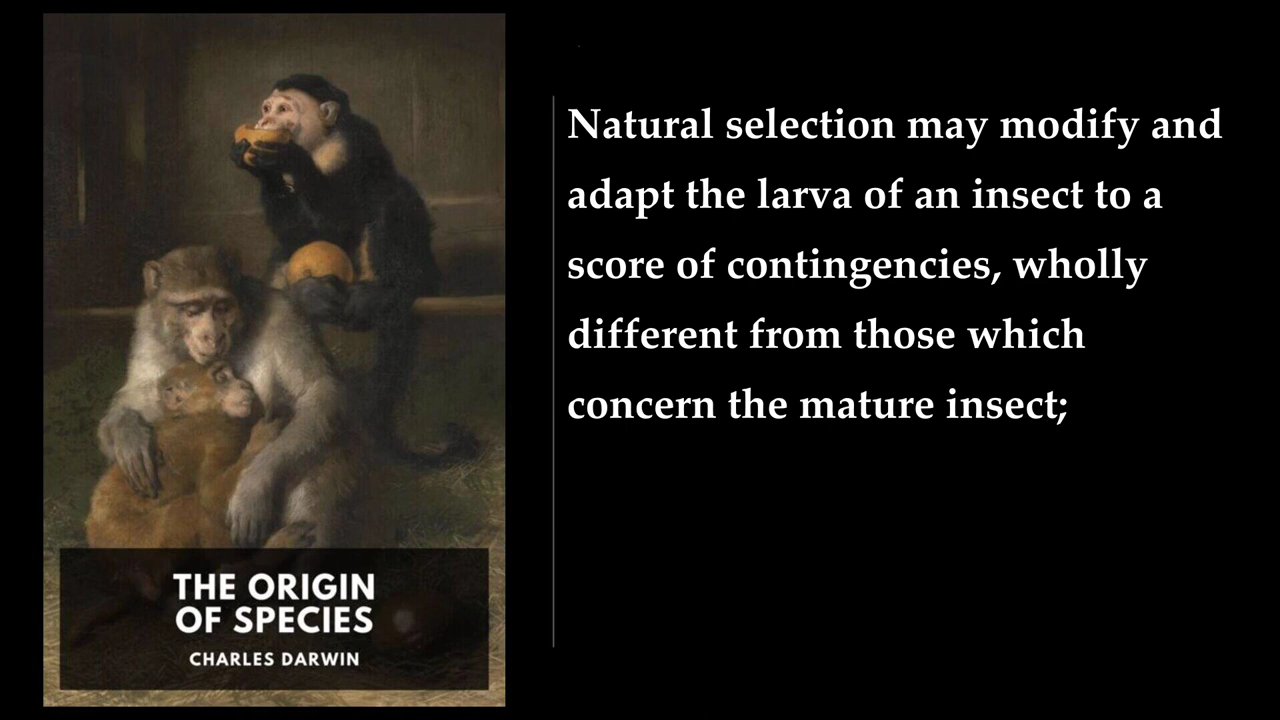 Natural selection may modify and
adapt the larva of an insect to a
score of contingencies, wholly
different from those which
concern the mature insect;
THE ORIGIN
OF SPECIES
CHARLES DARWIN